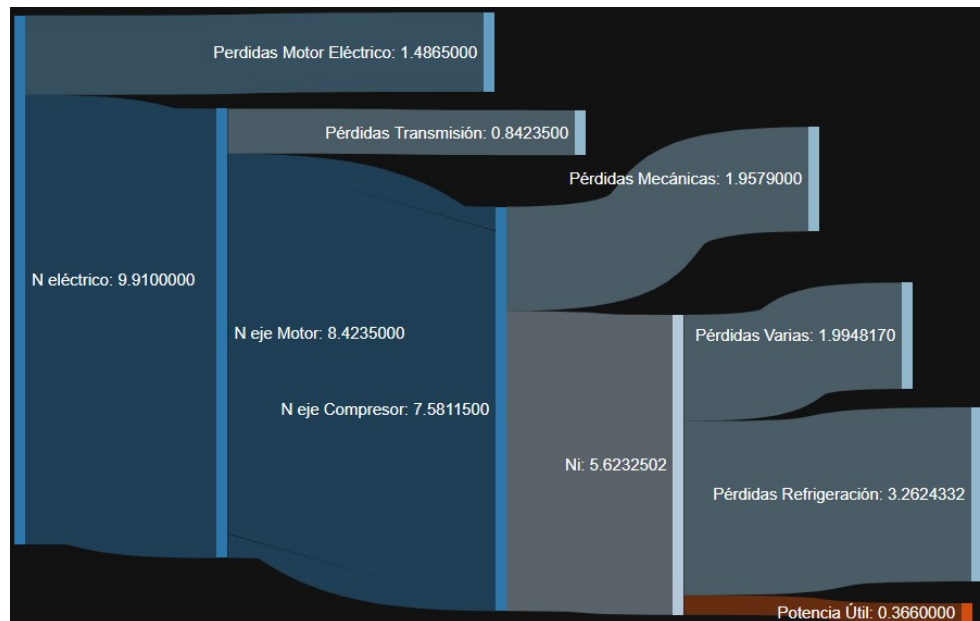 Perdidas Motor Eléctrico: 1.4865000
Pérdidas Transmisión: 0.8423500
Pérdidas Mecánicas: 1.9579000
N eléctrico: 9.9100000
N eje Motor: 8.4235000
Pérdidas Varias: 1.9948170
N eje Compresor: 7.5811500
Ni: 5.6232502
Pérdidas Refrigeración: 3.2624332
Potencia Útil: 0.3660000